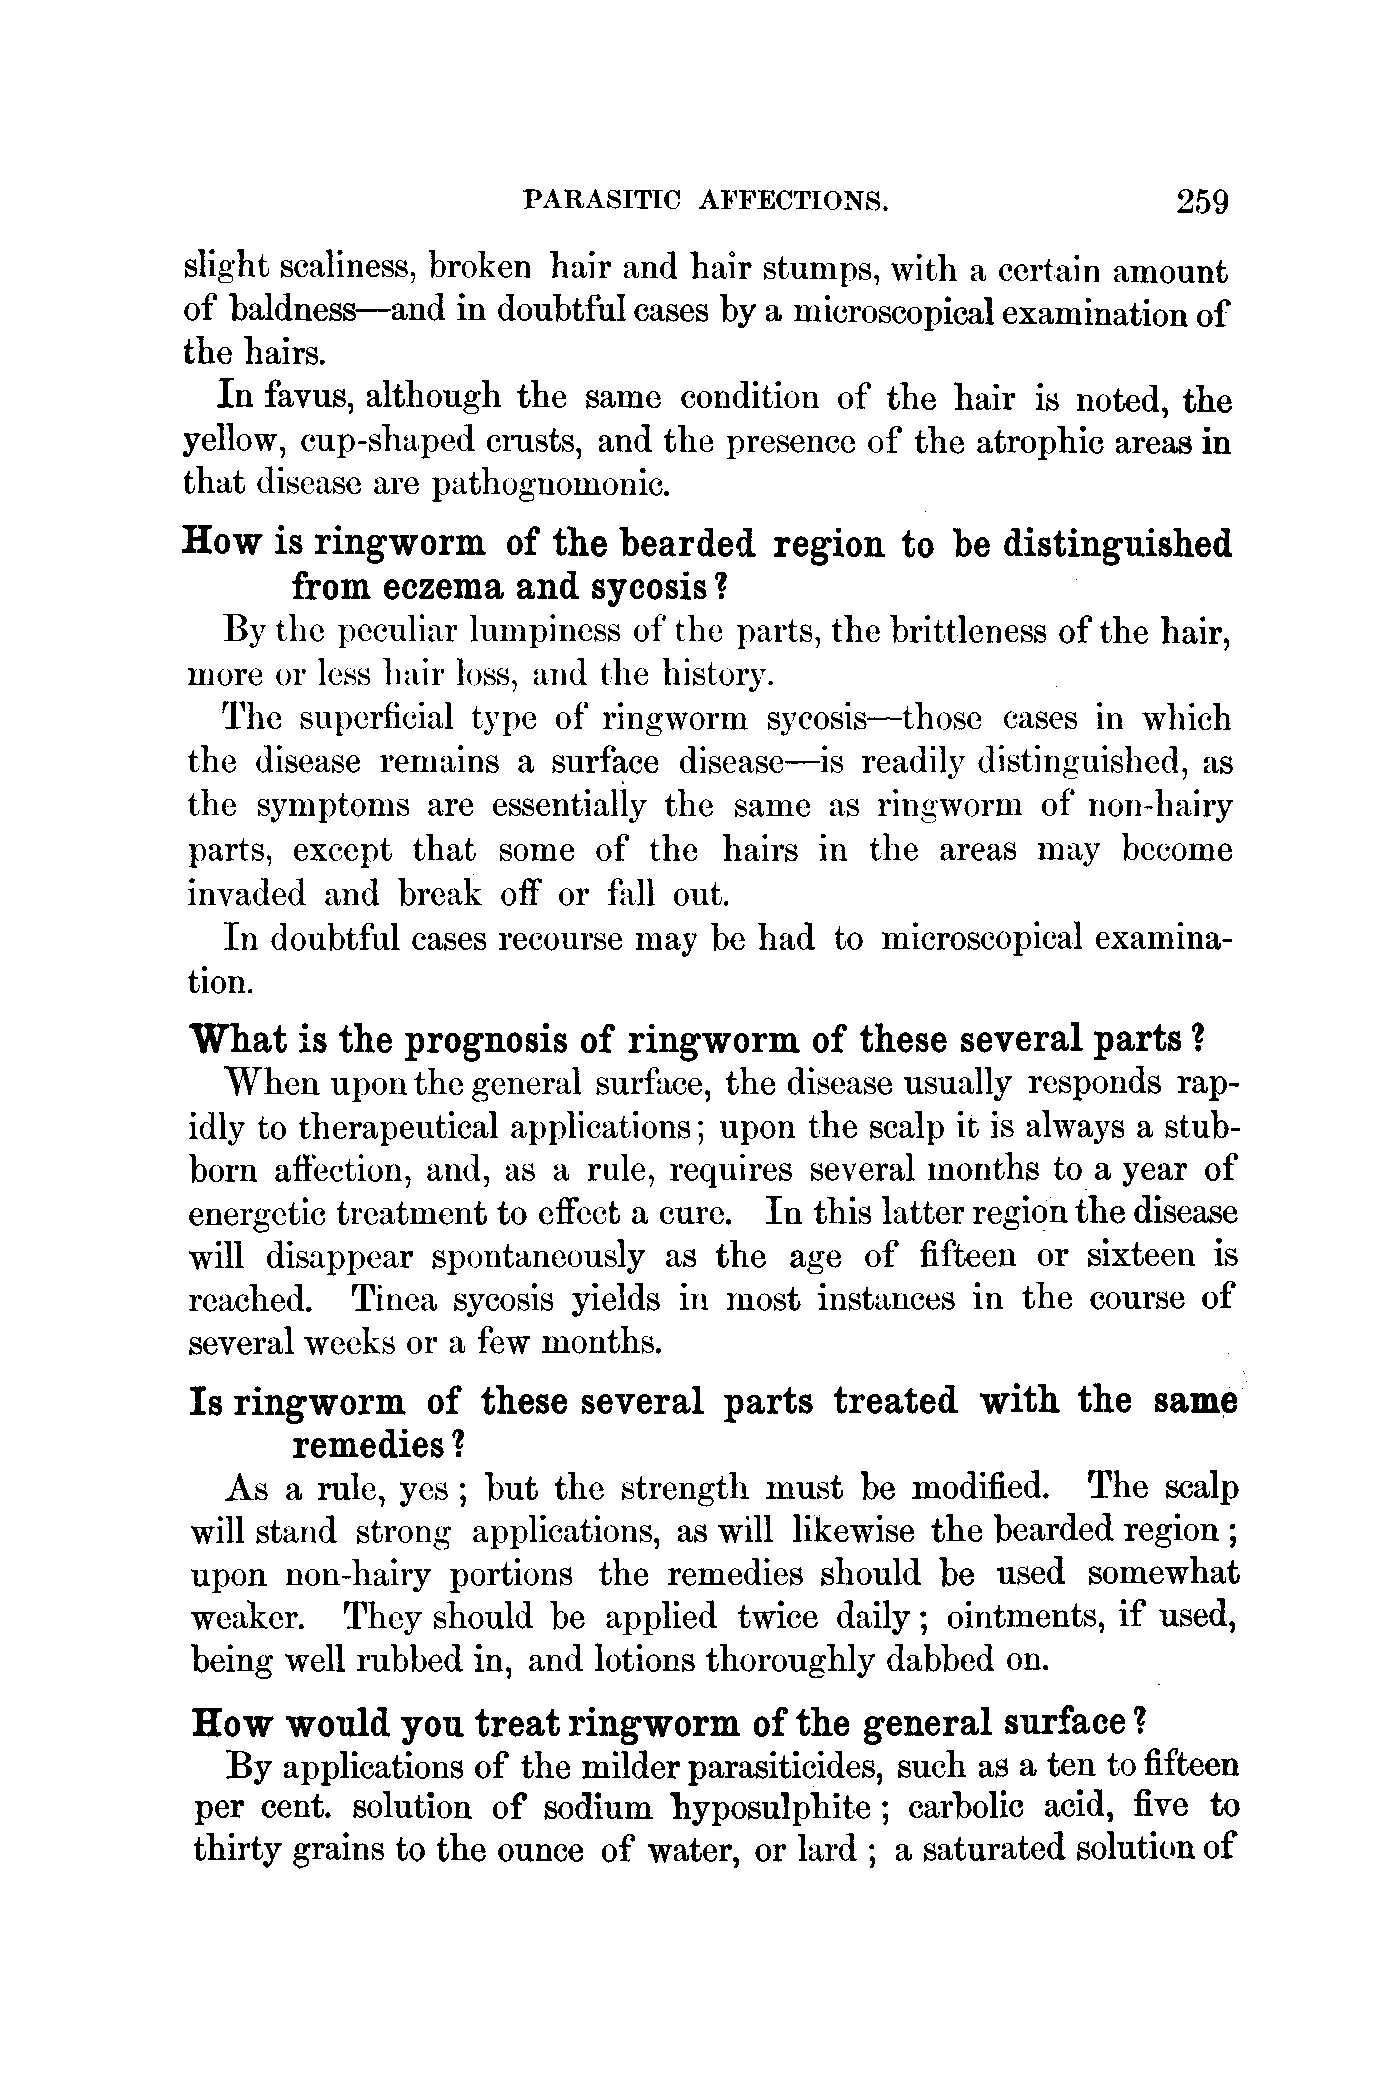 PARASITIC AFFECTIONS. 259
slight scaliness, broken hair and hair stumps, with a certain amount
of baldness—and in doubtful cases by a microscopical examination of
the hairs.
In favus, although the same condition of the hair is noted, the
yellow, cup-shaped crusts, and the presence of the atrophic areas in
that disease are pathognomonic.
How is ringworm of the bearded region to be distinguished
from eczema and sycosis?
By the peculiar lumpiness of the parts, the brittleness of the hair,
more or less hair loss, and the history.
The superficial type of ringworm sycosis—those cases in which
the disease remains a surface disease—is readily distinguished, as
the symptoms are essentially the same as ringworm of non-hairy
parts, except that some of the hairs in the areas may become
invaded and break off or fall out.
In doubtful cases recourse may be had to microscopical examina-
tion.
What is the prognosis of ringworm of these several parts?
When upon the general surface, the disease usually responds rap-
idly to therapeutical applications; upon the scalp it is always a stub-
born affection, and, as a rule, requires several months to a year of
energetic treatment to effect a cure. In this latter region the disease
will disappear spontaneously as the age of fifteen or sixteen is
reached. Tinea sycosis yields in most instances in the course of
several weeks or a few months.
Is ringworm of these several parts treated with the same
remedies?
As a rule, yes; but the strength must be modified. The scalp
will stand strong applications, as will likewise the bearded region;
upon non-hairy portions the remedies should be used somewhat
weaker. They should be applied twice daily; ointments, if used,
being well rubbed in, and lotions thoroughly dabbed on.
How would you treat ringworm of the general surface?
By applications of the milder parasiticides, such as a ten to fifteen
per cent. solution of sodium hyposulphite; carbolic acid, five to
thirty grains to the ounce of water, or lard; a saturated solution of